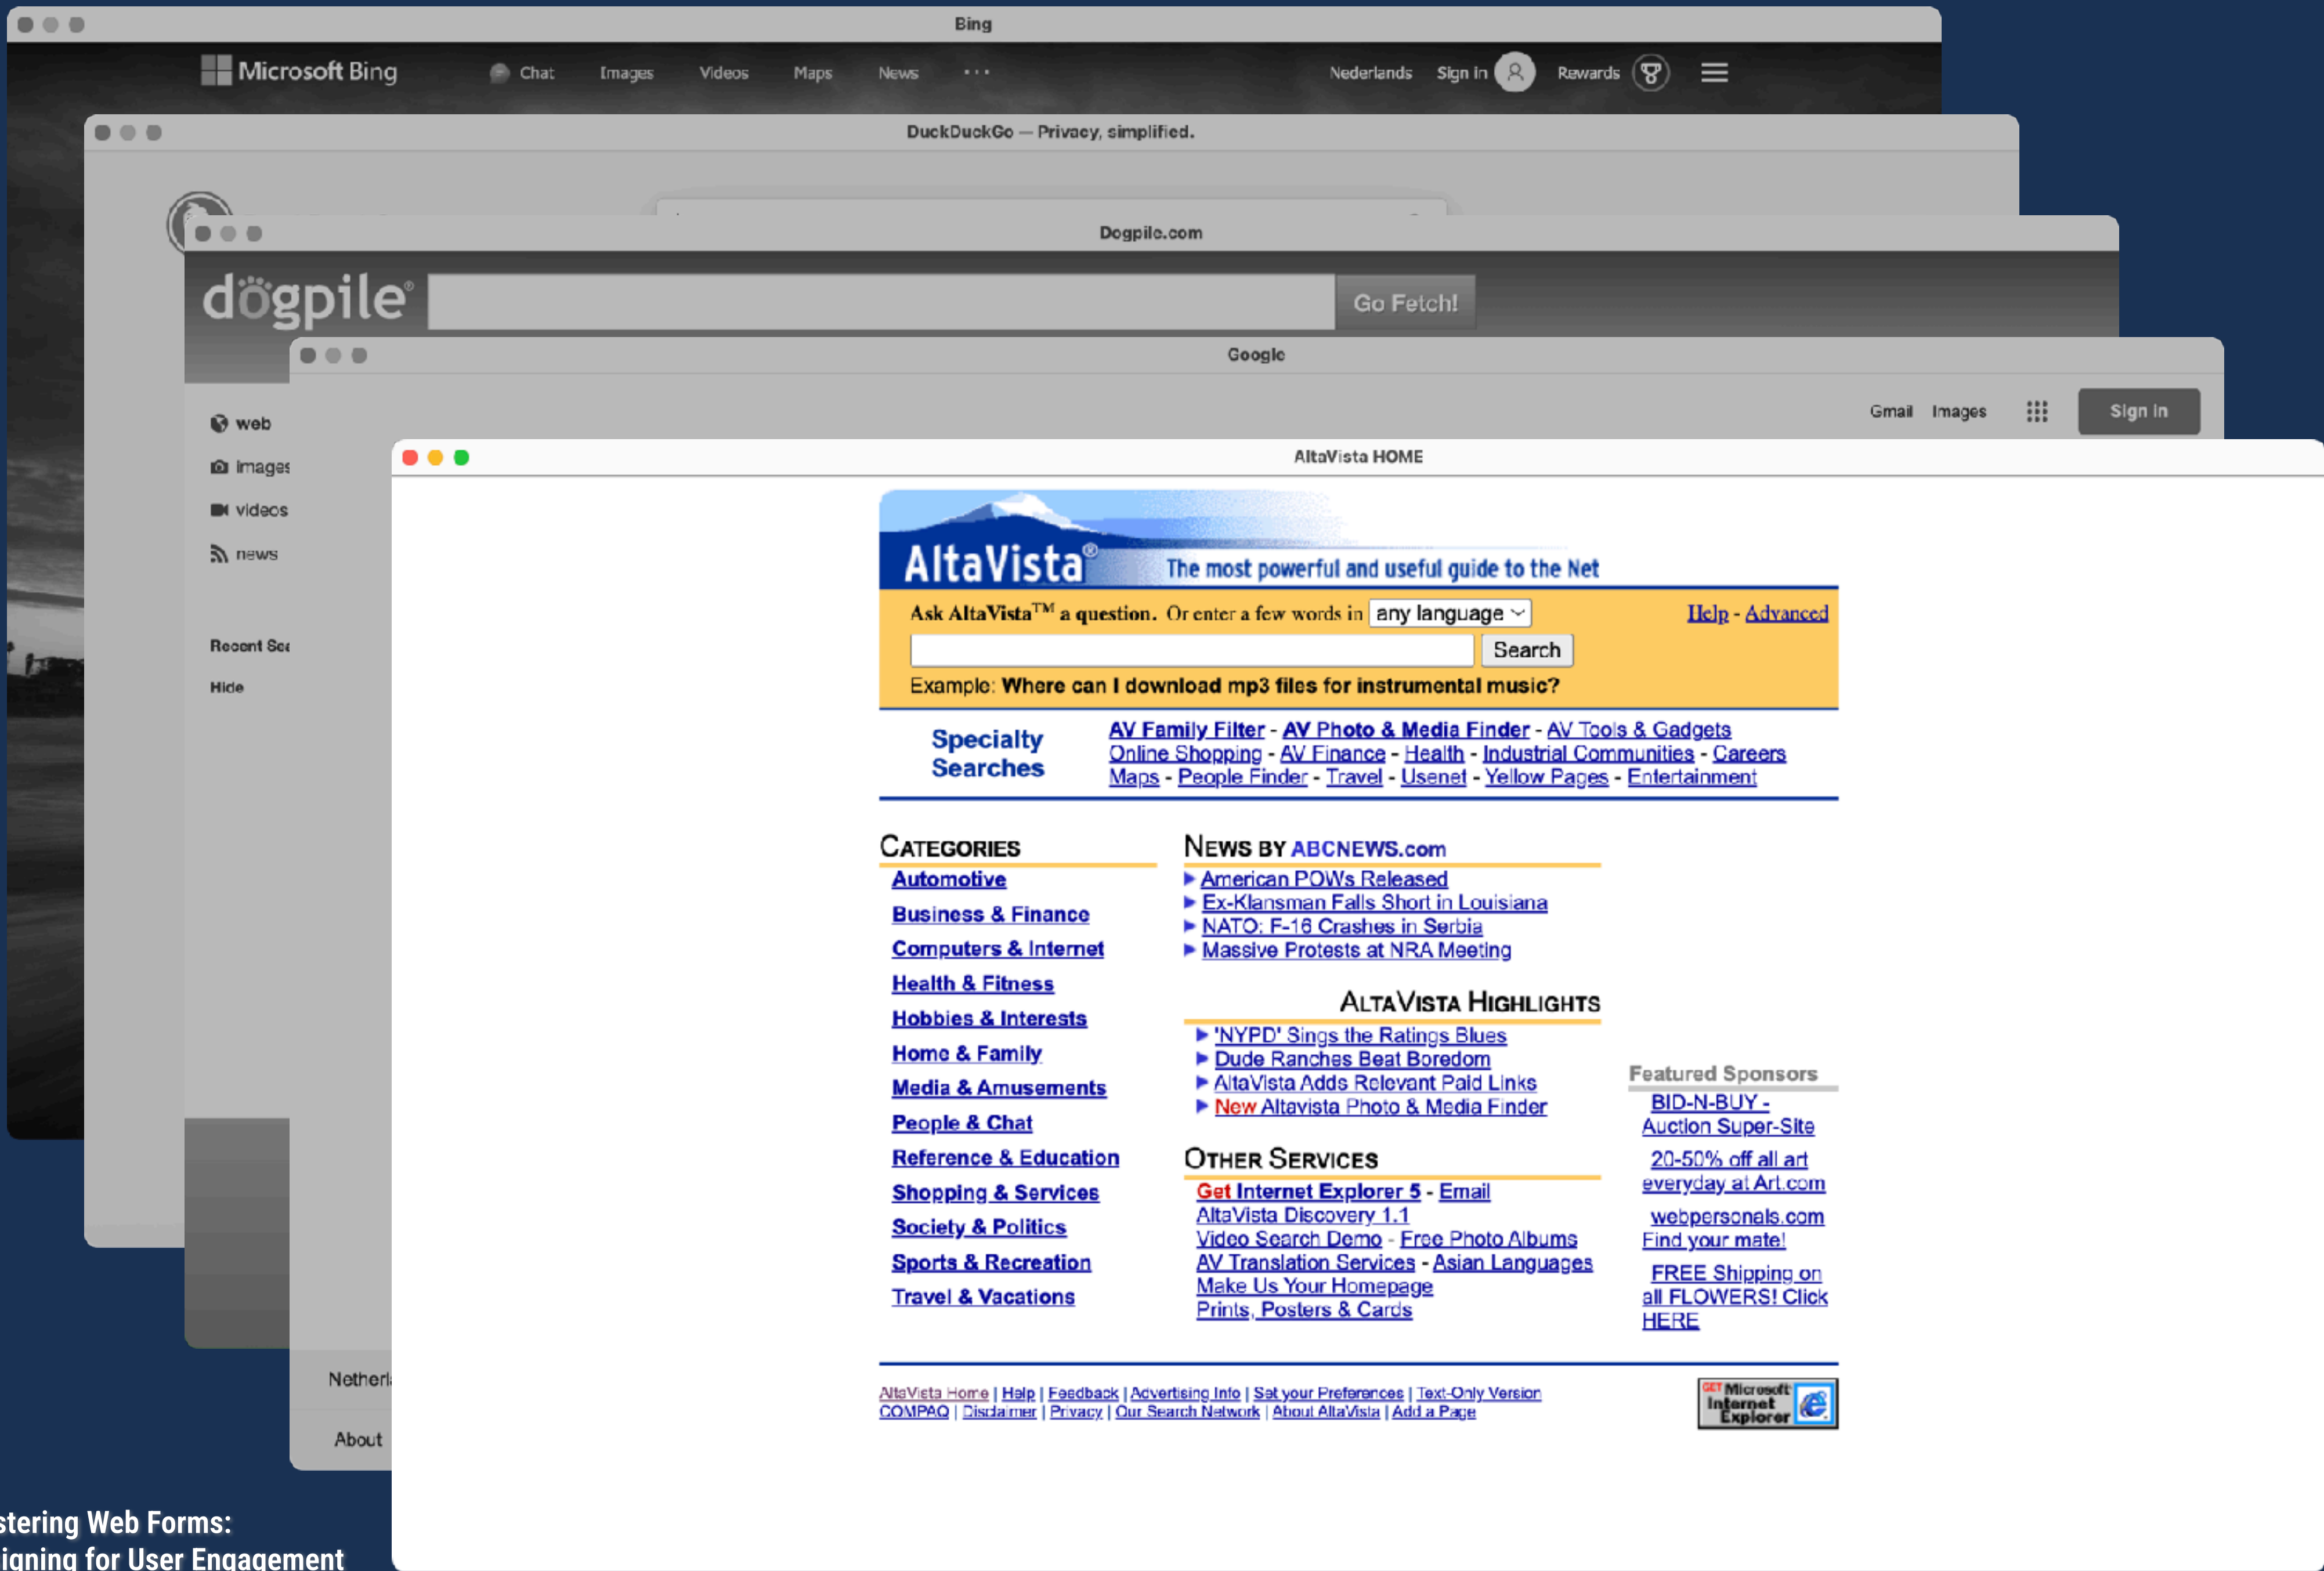 Bing
Microsoft Bing Chat Images Videos Maps News ··· Nederlands Sign in Rewards
DuckDuckGo — Privacy, simplified.
Dogpile.com
dogpile® Go Fetch!
Google
Gmail Images Sign in
web
images
videos
news
Recent
Hide
About
AltaVista HOME
AltaVista® The most powerful and useful guide to the Net
Ask AltaVista™ a question. Or enter a few words in any language Help - Advanced
Search
Example: Where can I download mp3 files for instrumental music?
Specialty Searches
AV Family Filter - AV Photo & Media Finder - AV Tools & Gadgets
Online Shopping - AV Finance - Health - Industrial Communities - Careers
Maps - People Finder - Travel - Usenet - Yellow Pages - Entertainment
CATEGORIES
Automotive
Business & Finance
Computers & Internet
Health & Fitness
Hobbies & Interests
Home & Family
Media & Amusements
People & Chat
Reference & Education
Shopping & Services
Society & Politics
Sports & Recreation
Travel & Vacations
NEWS BY ABCNEWS.com
American POWs Released
Ex-Klansman Falls Short in Louisiana
NATO: F-16 Crashes in Serbia
Massive Protests at NRA Meeting
ALTAVISTA HIGHLIGHTS
'NYPD' Sings the Ratings Blues
Dude Ranches Beat Boredom
AltaVista Adds Relevant Paid Links
New Altavista Photo & Media Finder
OTHER SERVICES
Get Internet Explorer 5 - Email
AltaVista Discovery 1.1
Video Search Demo - Free Photo Albums
AV Translation Services - Asian Languages
Make Us Your Homepage
Prints, Posters & Cards
Featured Sponsors
BID-N-BUY -
Auction Super-Site
20-50% off all art
everyday at Art.com
webpersonals.com
Find your mate!
FREE Shipping on
all FLOWERS! Click
HERE
AltaVista Home | Help | Feedback | Advertising Info | Set your Preferences | Text-Only Version
COMPAQ | Disclaimer | Privacy | Our Search Network | About AltaVista | Add a Page
GET Microsoft
Internet
Explorer
stering Web Forms:
igning for User Engagement